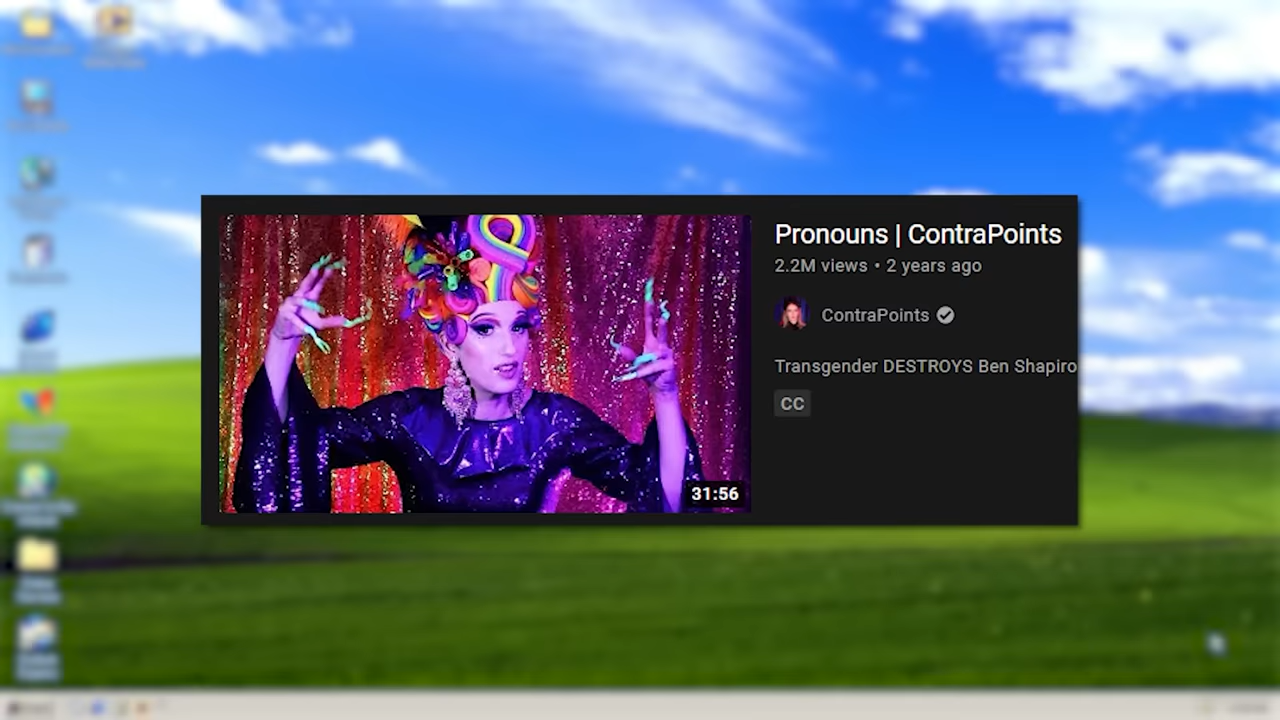 Pronouns | ContraPoints
2.2M views • 2 years ago
ContraPoints
Transgender DESTROYS Ben Shapiro
CC
31:56